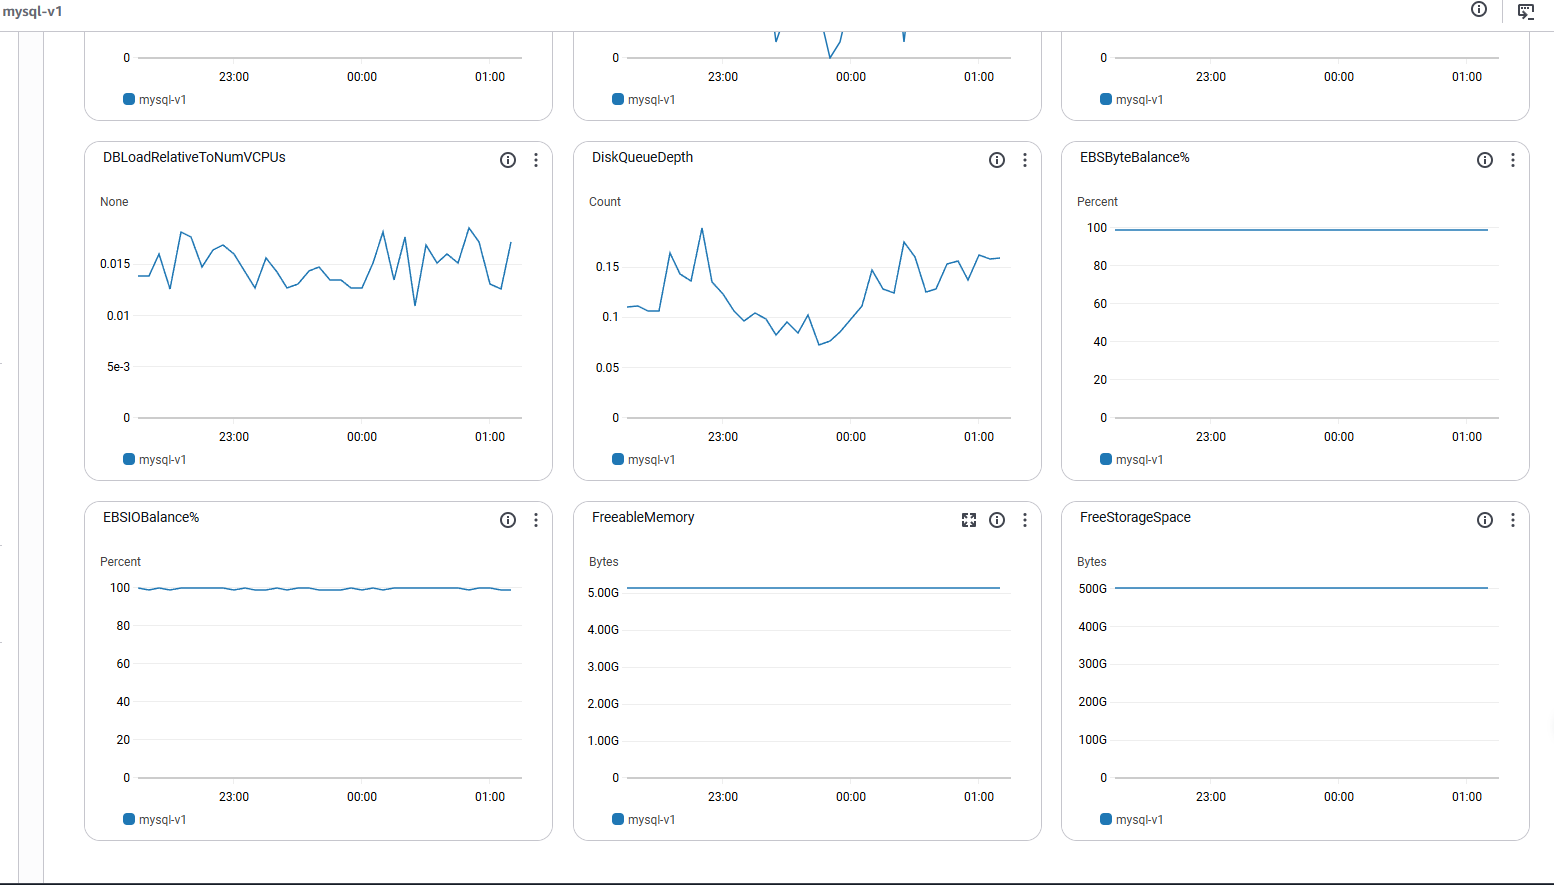 mysql-v1
0
23:00 00:00 01:00
mysql-v1
0
23:00 00:00 01:00
mysql-v1
0
23:00 00:00 01:00
mysql-v1
DBLoadRelativeToNumVCPUs
None
0.015
0.01
5e-3
0
23:00 00:00 01:00
mysql-v1
DiskQueueDepth
Count
0.15
0.1
0.05
0
23:00 00:00 01:00
mysql-v1
EBSByteBalance%
Percent
100
80
60
40
20
0
23:00 00:00 01:00
mysql-v1
EBSIOBalance%
Percent
100
80
60
40
20
0
23:00 00:00 01:00
mysql-v1
FreeableMemory
Bytes
5.00G
4.00G
3.00G
2.00G
1.00G
0
23:00 00:00 01:00
mysql-v1
FreeStorageSpace
Bytes
500G
400G
300G
200G
100G
0
23:00 00:00 01:00
mysql-v1